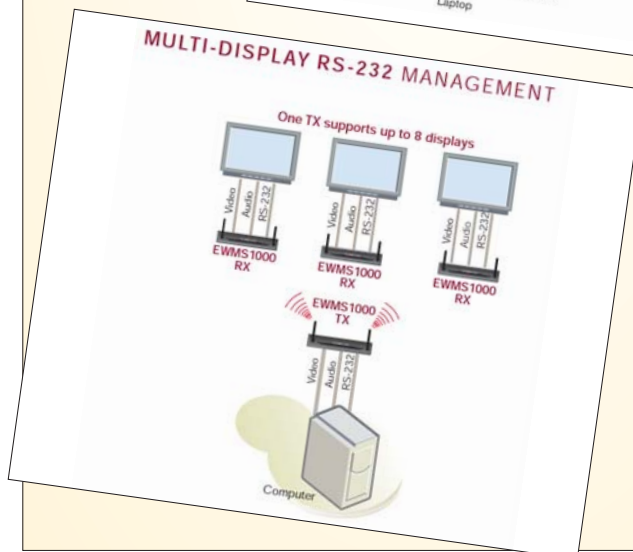 Laptop
MULTI-DISPLAY RS-232 MANAGEMENT
One TX supports up to 8 displays
Video
Audio
RS-232
Video
Audio
RS-232
Video
Audio
RS-232
EWMS1000
RX
EWMS1000
RX
EWMS1000
RX
EWMS1000
TX
Video
Audio
RS-232
Computer